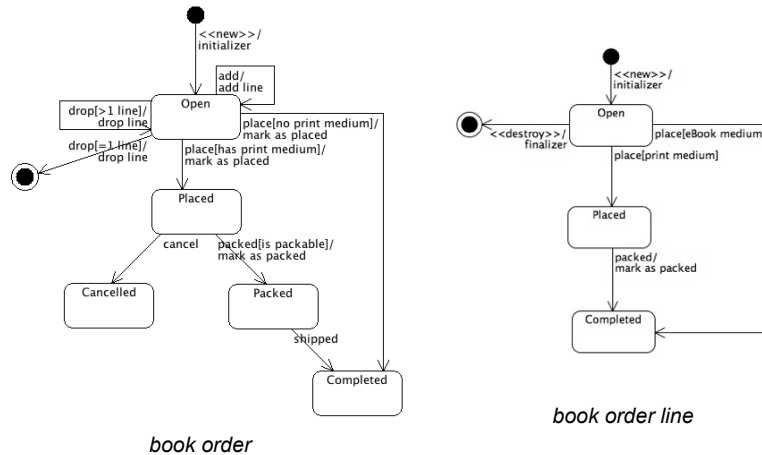 <<new>>/
initializer
add/
add line
Open
drop[>1 line]/
drop line
place[no print medium]/
mark as placed
drop[=1 line]/
drop line
place[has print medium]/
mark as placed
Placed
cancel
packed[is packable]/
mark as packed
Cancelled
Packed
shipped
Completed
book order
<<new>>/
initializer
Open
<<destroy>>/
finalizer
place[eBook medium
place[print medium]
Placed
packed/
mark as packed
Completed
book order line